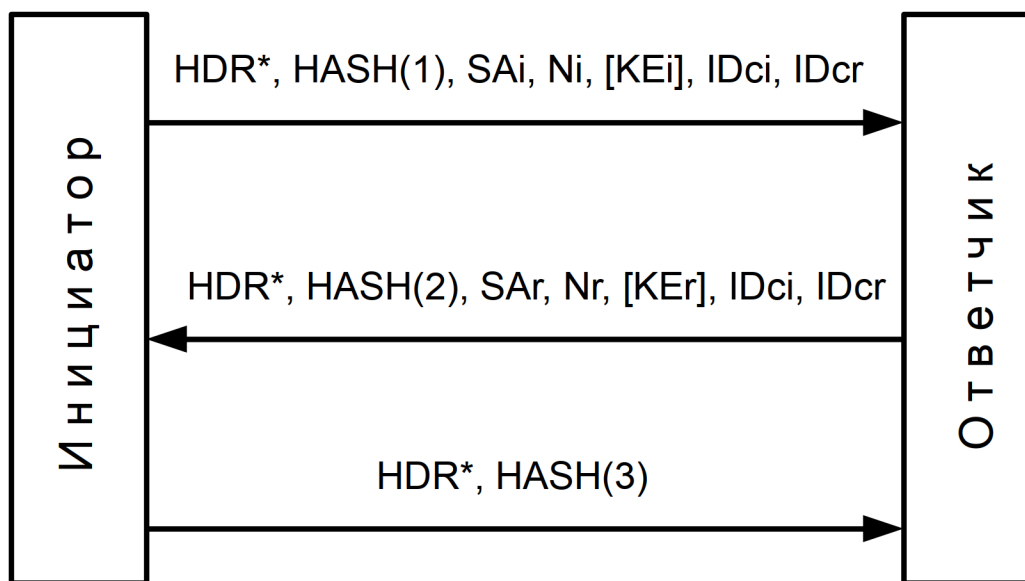 Инициатор
HDR*, HASH(1), SAi, Ni, [KEi], IDci, IDcr
HDR*, HASH(2), SAr, Nr, [KEr], IDci, IDcr
HDR*, HASH(3)
Ответчик